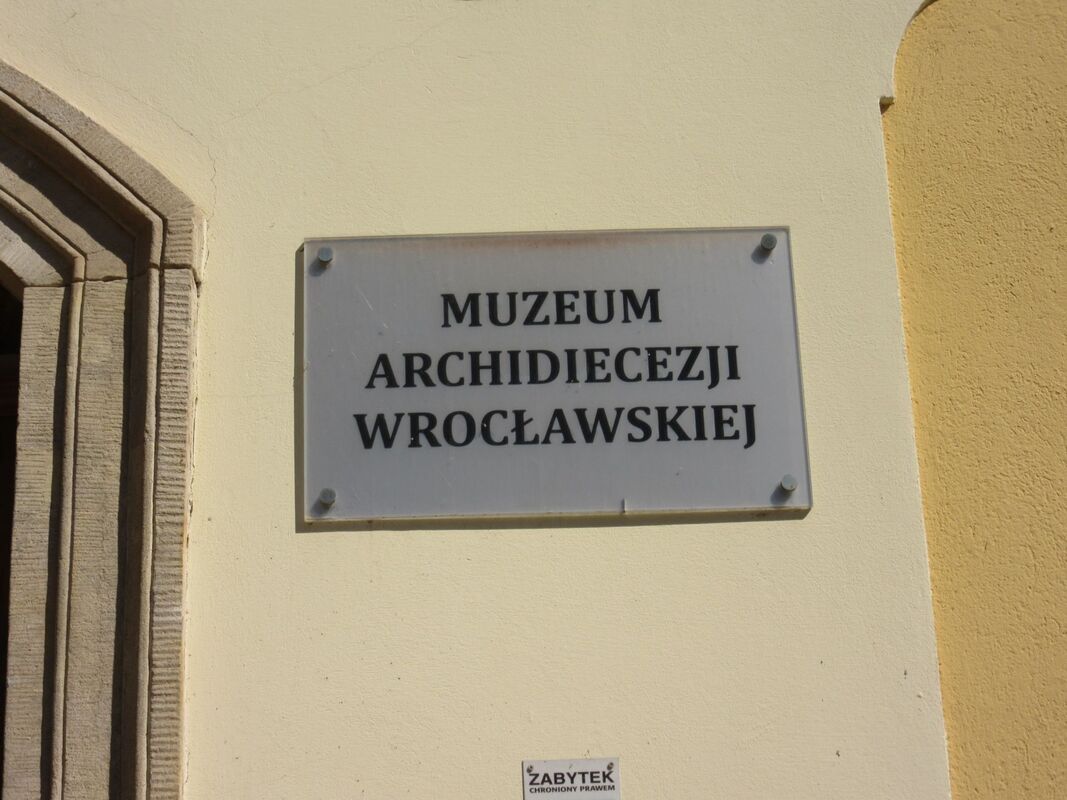 MUZEUM
ARCHIDIECEZJI
WROCŁAWSKIEJ
ZABYTEK
CHRONIONY PRAWEM